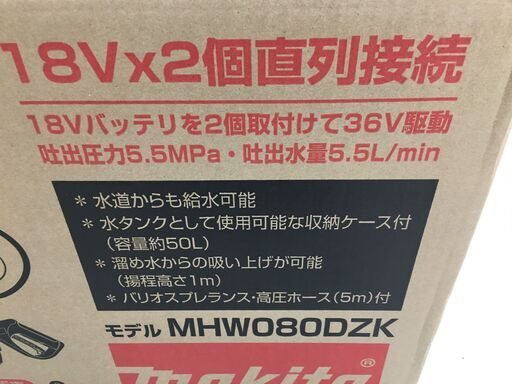 18V×2個直列接続
18Vバッテリを2個取付けて36V駆動
吐出圧力5.5MPa・吐出水量5.5L/min
* 水道からも給水可能
* 水タンクとして使用可能な収納ケース付
(容量約50L)
* 溜め水からの吸い上げが可能
(揚程高さ1m)
* バリオスプレランス・高圧ホース(5m)付
モデル MHW080DZK
makita®